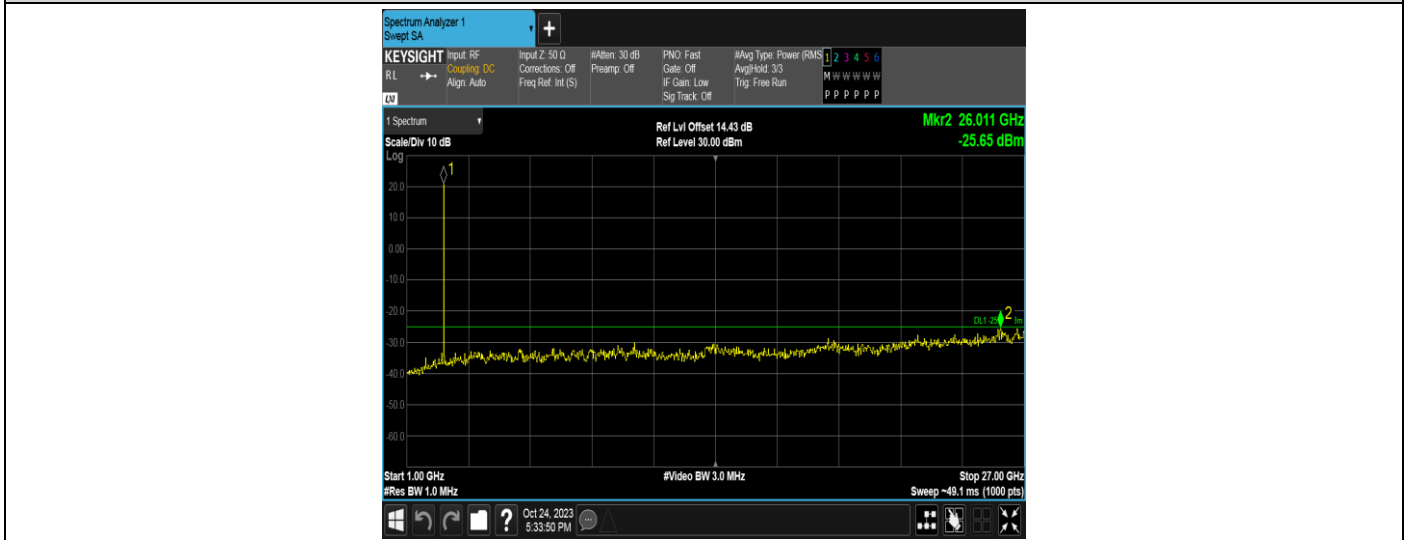 Spectrum Analyzer 1
Swept SA
+
KEYSIGHT
RL
LXI
Input: RF
Coupling: DC
Align: Auto
Input Z: 50 Ω
Corrections: Off
Freq Ref: Int (S)
#Atten: 30 dB
Preamp: Off
PNO: Fast
Gate: Off
IF Gain: Low
Sig Track: Off
#Avg Type: Power (RMS
Avg|Hold: 3/3
Trig: Free Run
1 2 3 4 5 6
M W W W W W
P P P P P P
1 Spectrum
Scale/Div 10 dB
Log
Ref Lvl Offset 14.43 dB
Ref Level 30.00 dBm
Mkr2 26.011 GHz
-25.65 dBm
1
20.0
10.0
0.00
-10.0
-20.0
DL1 -25
2
-30.0
-40.0
-50.0
-60.0
Start 1.00 GHz
#Res BW 1.0 MHz
#Video BW 3.0 MHz
Stop 27.00 GHz
Sweep ~49.1 ms (1000 pts)
?
Oct 24, 2023
5:33:50 PM